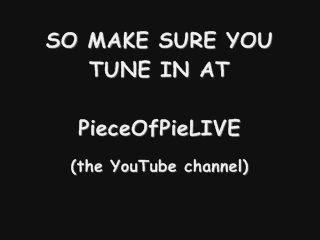 SO MAKE SURE YOU
TUNE IN AT
PieceOfPieLIVE
(the YouTube channel)